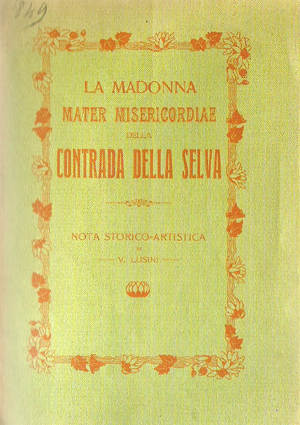 849
LA MADONNA
MATER MISERICORDIAE
DELLA
CONTRADA DELLA SELVA
NOTA STORICO-ARTISTICA
DI
V. LUSINI